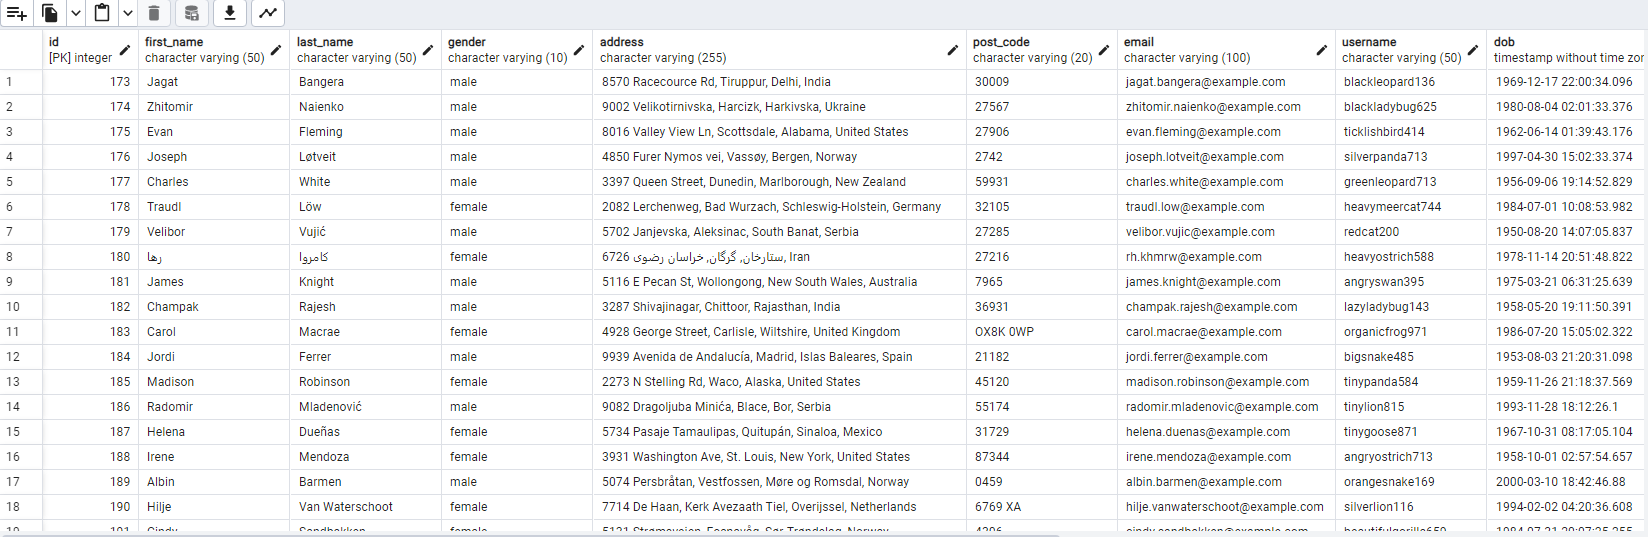 id first_name last_name gender address post_code email username dob
[PK] integer character varying (50) character varying (50) character varying (10) character varying (255) character varying (20) character varying (100) character varying (50) timestamp without time zor
1 173 Jagat Bangera male 8570 Racecourse Rd, Tiruppur, Delhi, India 30009 jagat.bangera@example.com blackleopard136 1969-12-17 22:00:34.096
2 174 Zhitomir Naienko male 9002 Velikotirnivska, Harcizk, Harkivska, Ukraine 27567 zhitomir.naienko@example.com blackladybug625 1980-08-04 02:01:33.376
3 175 Evan Fleming male 8016 Valley View Ln, Scottsdale, Alabama, United States 27906 evan.fleming@example.com ticklishbird414 1962-06-14 01:39:43.176
4 176 Joseph Løtveit male 4850 Furer Nymos vei, Vassøy, Bergen, Norway 2742 joseph.lotveit@example.com silverpanda713 1997-04-30 15:02:33.374
5 177 Charles White male 3397 Queen Street, Dunedin, Marlborough, New Zealand 59931 charles.white@example.com greenleopard713 1956-09-06 19:14:52.829
6 178 Traudl Löw female 2082 Lerchenweg, Bad Wurzach, Schleswig-Holstein, Germany 32105 traudl.low@example.com heavymeercat744 1984-07-01 10:08:53.982
7 179 Velibor Vujić male 5702 Janjevska, Aleksinac, South Banat, Serbia 27285 velibor.vujic@example.com redcat200 1950-08-20 14:07:05.837
8 180 رها کامروا female 6726 ستارخان, گرگان, خراسان رضوی, Iran 27216 rh.khmrw@example.com heavyostrich588 1978-11-14 20:51:48.822
9 181 James Knight male 5116 E Pecan St, Wollongong, New South Wales, Australia 7965 james.knight@example.com angryswan395 1975-03-21 06:31:25.639
10 182 Champak Rajesh male 3287 Shivajinagar, Chittoor, Rajasthan, India 36931 champak.rajesh@example.com lazyladybug143 1958-05-20 19:11:50.391
11 183 Carol Macrae female 4928 George Street, Carlisle, Wiltshire, United Kingdom OX8K 0WP carol.macrae@example.com organicfrog971 1986-07-20 15:05:02.322
12 184 Jordi Ferrer male 9939 Avenida de Andalucía, Madrid, Islas Baleares, Spain 21182 jordi.ferrer@example.com bigsnake485 1953-08-03 21:20:31.098
13 185 Madison Robinson female 2273 N Stelling Rd, Waco, Alaska, United States 45120 madison.robinson@example.com tinypanda584 1959-11-26 21:18:37.569
14 186 Radomir Mladenović male 9082 Dragoljuba Minića, Blace, Bor, Serbia 55174 radomir.mladenovic@example.com tinylion815 1993-11-28 18:12:26.1
15 187 Helena Dueñas female 5734 Pasaje Tamaulipas, Quitupán, Sinaloa, Mexico 31729 helena.duenas@example.com tinygoose871 1967-10-31 08:17:05.104
16 188 Irene Mendoza female 3931 Washington Ave, St. Louis, New York, United States 87344 irene.mendoza@example.com angryostrich713 1958-10-01 02:57:54.657
17 189 Albin Barmen male 5074 Persbråtan, Vestfossen, Møre og Romsdal, Norway 0459 albin.barmen@example.com orangesnake169 2000-03-10 18:42:46.88
18 190 Hilje Van Waterschoot female 7714 De Haan, Kerk Avezaath Tiel, Overijssel, Netherlands 6769 XA hilje.vanwaterschoot@example.com silverlion116 1994-02-02 04:20:36.608